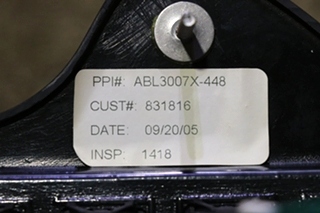 PPI#: ABL3007X-448
CUST#: 831816
DATE: 09/20/05
INSP: 1418